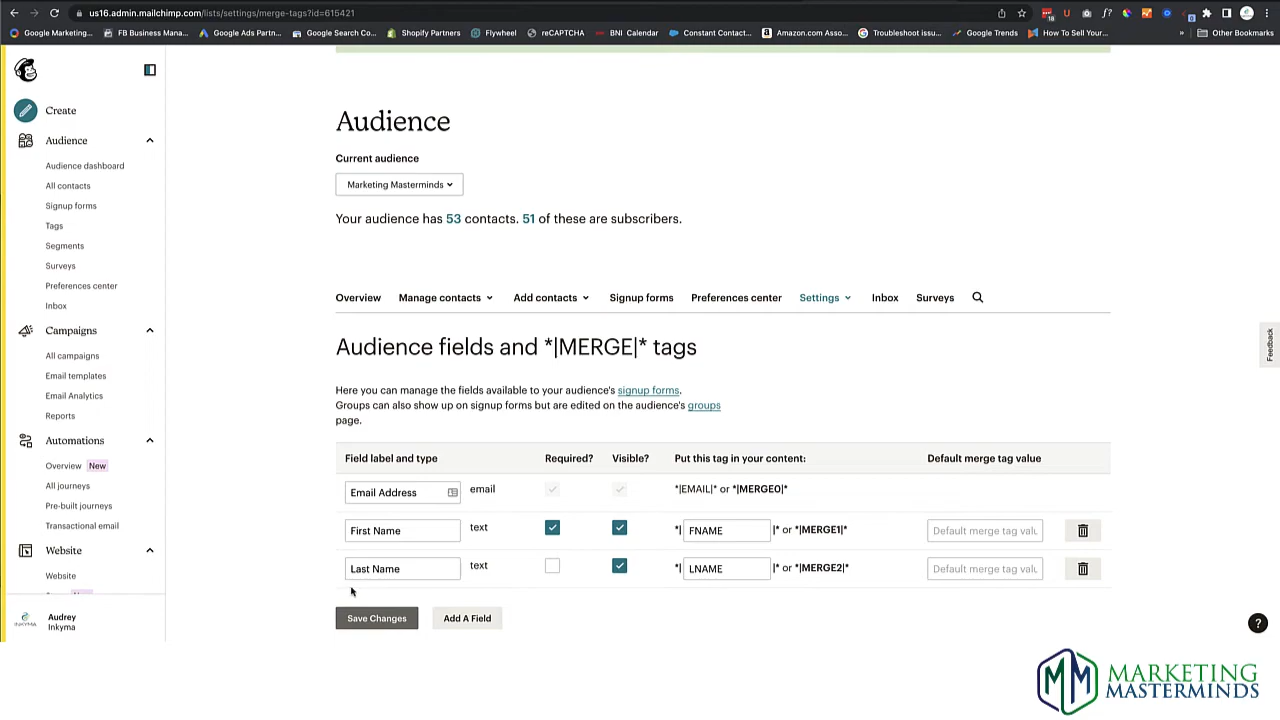 us16.admin.mailchimp.com/lists/settings/merge-tags?id=615421
Google Marketing... FB Business Mana... Google Ads Partn... Google Search Co... Shopify Partners Flywheel reCAPTCHA BNI Calendar Constant Contact... Amazon.com Asso... Troubleshoot issu... Google Trends How To Sell Your... » Other Bookmarks
Create
Audience
Audience dashboard
All contacts
Signup forms
Tags
Segments
Surveys
Preferences center
Inbox
Campaigns
All campaigns
Email templates
Email Analytics
Reports
Automations
Overview New
All journeys
Pre-built journeys
Transactional email
Website
Website
Audrey
Inkyma
INKYMA
Audience
Current audience
Marketing Masterminds
Your audience has 53 contacts. 51 of these are subscribers.
Overview Manage contacts Add contacts Signup forms Preferences center Settings Inbox Surveys
Audience fields and *|MERGE|* tags
Here you can manage the fields available to your audience's signup forms.
Groups can also show up on signup forms but are edited on the audience's groups
page.
Field label and type Required? Visible? Put this tag in your content: Default merge tag value
Email Address email *|EMAIL|* or *|MERGE0|*
First Name text *| FNAME |* or *|MERGE1|* Default merge tag valu
Last Name text *| LNAME |* or *|MERGE2|* Default merge tag valu
Save Changes Add A Field
Feedback
?
MM MARKETING
MASTERMINDS